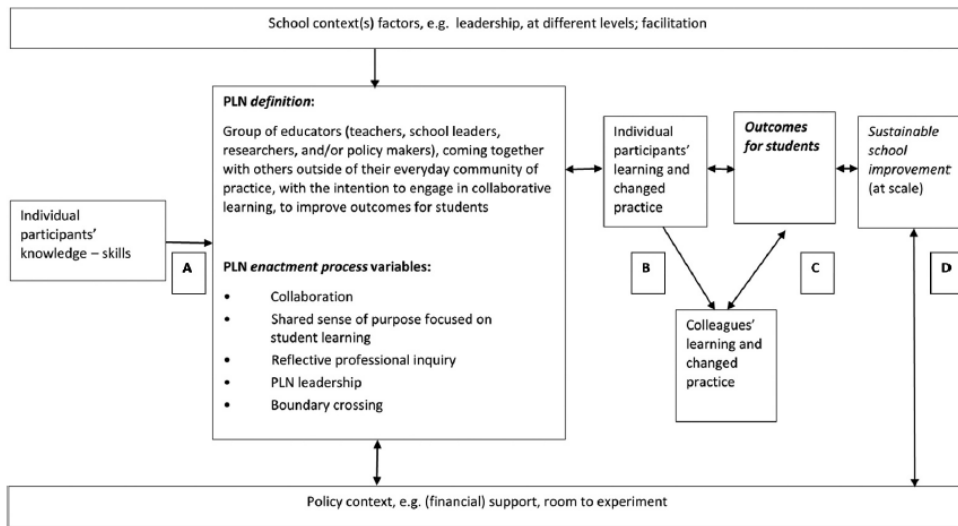 School context(s) factors, e.g. leadership, at different levels; facilitation
PLN definition:
Group of educators (teachers, school leaders,
researchers, and/or policy makers), coming together
with others outside of their everyday community of
practice, with the intention to engage in collaborative
learning, to improve outcomes for students
Individual
participants'
knowledge – skills
A
PLN enactment process variables:
• Collaboration
• Shared sense of purpose focused on
student learning
• Reflective professional inquiry
• PLN leadership
• Boundary crossing
Individual
participants'
learning and
changed
practice
Outcomes
for students
Sustainable
school
improvement
(at scale)
B
C
D
Colleagues'
learning and
changed
practice
Policy context, e.g. (financial) support, room to experiment